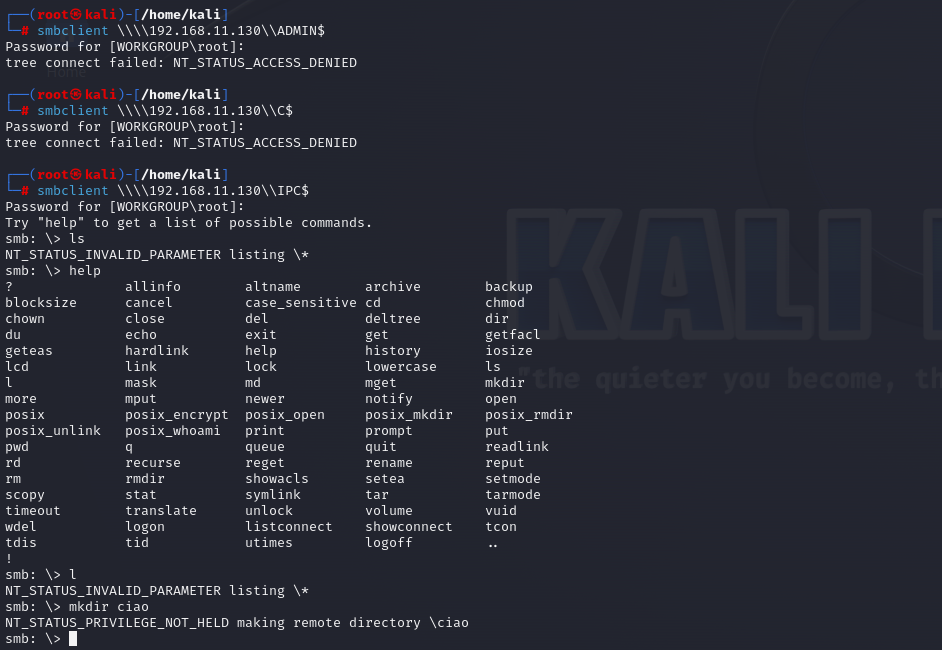 ┌──(root㉿kali)-[/home/kali]
└─# smbclient \\\\192.168.11.130\\ADMIN$
Password for [WORKGROUP\root]:
tree connect failed: NT_STATUS_ACCESS_DENIED
Home
┌──(root㉿kali)-[/home/kali]
└─# smbclient \\\\192.168.11.130\\C$
Password for [WORKGROUP\root]:
tree connect failed: NT_STATUS_ACCESS_DENIED
┌──(root㉿kali)-[/home/kali]
└─# smbclient \\\\192.168.11.130\\IPC$
Password for [WORKGROUP\root]:
Try "help" to get a list of possible commands.
smb: \> ls
NT_STATUS_INVALID_PARAMETER listing \*
smb: \> help
? allinfo altname archive backup
blocksize cancel case_sensitive cd chmod
chown close del deltree dir
du echo exit get getfacl
geteas hardlink help history iosize
lcd link lock lowercase ls
l mask md mget mkdir
more mput newer notify open
posix posix_encrypt posix_open posix_mkdir posix_rmdir
posix_unlink posix_whoami print prompt put
pwd q queue quit readlink
rd recurse reget rename reput
rm rmdir showacls setea setmode
scopy stat symlink tar tarmode
timeout translate unlock volume vuid
wdel logon listconnect showconnect tcon
tdis tid utimes logoff ..
!
smb: \> l
NT_STATUS_INVALID_PARAMETER listing \*
smb: \> mkdir ciao
NT_STATUS_PRIVILEGE_NOT_HELD making remote directory \ciao
smb: \>
KALI
"the quieter you become, th